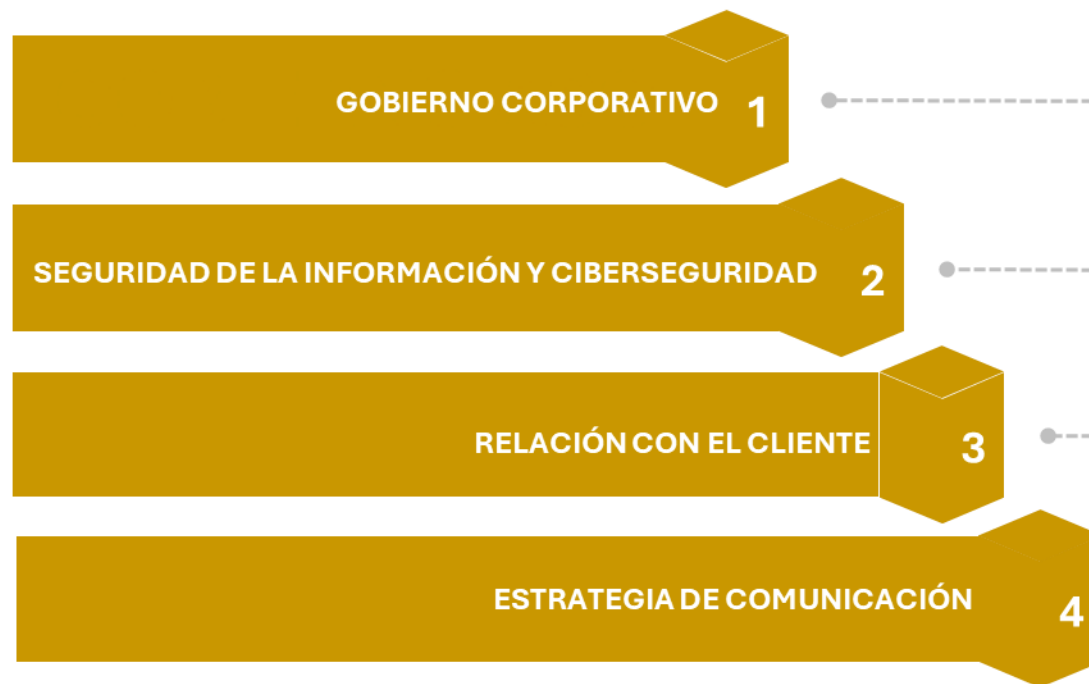 GOBIERNO CORPORATIVO 1
SEGURIDAD DE LA INFORMACIÓN Y CIBERSEGURIDAD 2
RELACIÓN CON EL CLIENTE 3
ESTRATEGIA DE COMUNICACIÓN 4